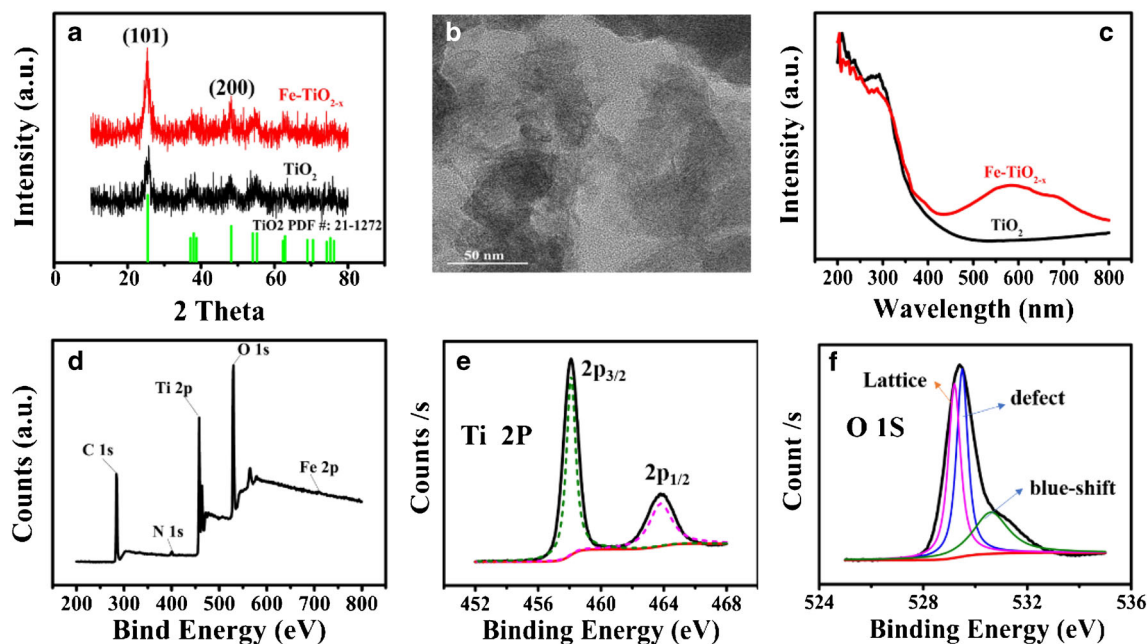 a
(101)
(200)
Fe-TiO2-x
TiO2
TiO2 PDF #: 21-1272
Intensity (a.u.)
0 20 40 60 80
2 Theta
b
50 nm
c
Fe-TiO2-x
TiO2
Intensity (a.u.)
200 300 400 500 600 700 800
Wavelength (nm)
d
O 1s
Ti 2p
C 1s
Fe 2p
N 1s
Counts (a.u.)
200 300 400 500 600 700 800
Bind Energy (eV)
e
2p3/2
Ti 2P
2p1/2
Counts /s
452 456 460 464 468
Binding Energy (eV)
f
Lattice
defect
O 1S
blue-shift
Count /s
524 528 532 536
Binding Energy (eV)